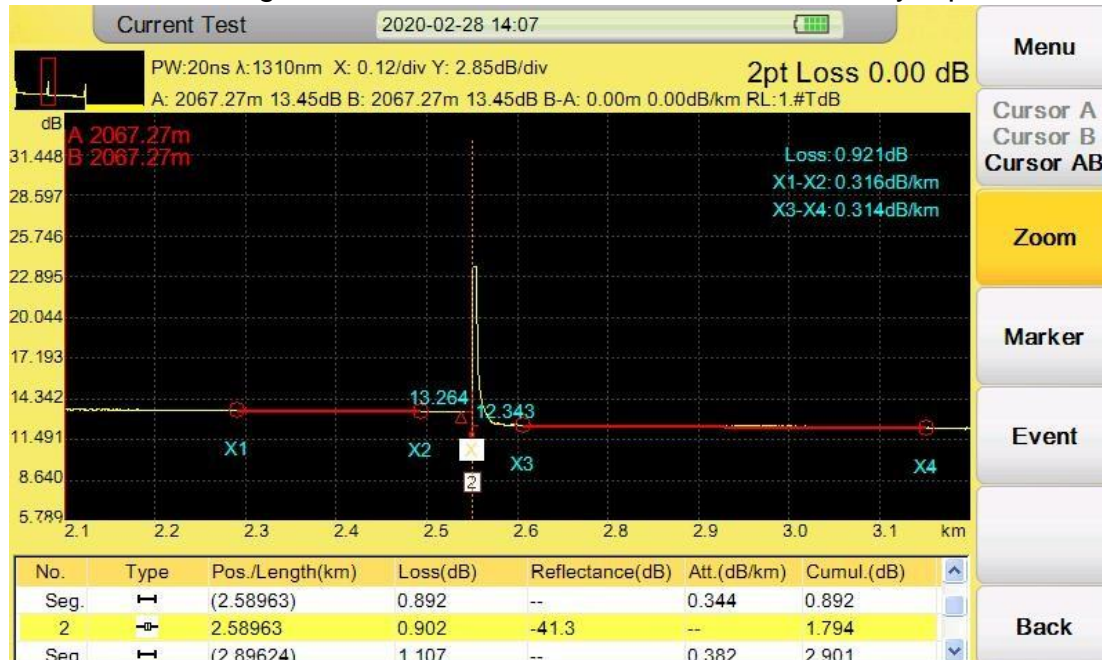 Current Test 2020-02-28 14:07
Menu
PW:20ns λ:1310nm X: 0.12/div Y: 2.85dB/div
2pt Loss 0.00 dB
A: 2067.27m 13.45dB B: 2067.27m 13.45dB B-A: 0.00m 0.00dB/km RL:1.#TdB
Cursor A
Cursor B
Cursor AB
dB
A 2067.27m
B 2067.27m
Loss: 0.921dB
X1-X2: 0.316dB/km
X3-X4: 0.314dB/km
31.448
28.597
25.746
22.895
20.044
17.193
14.342
11.491
8.640
5.789
Zoom
Marker
13.264
12.343
Event
X1
X2
X
X3
X4
2
2.1 2.2 2.3 2.4 2.5 2.6 2.8 2.9 3.0 3.1 km
No. Type Pos./Length(km) Loss(dB) Reflectance(dB) Att.(dB/km) Cumul.(dB)
Seg. (2.58963) 0.892 -- 0.344 0.892
2 2.58963 0.902 -41.3 -- 1.794
Seg (2.89624) 1.107 -- 0.382 2.901
Back